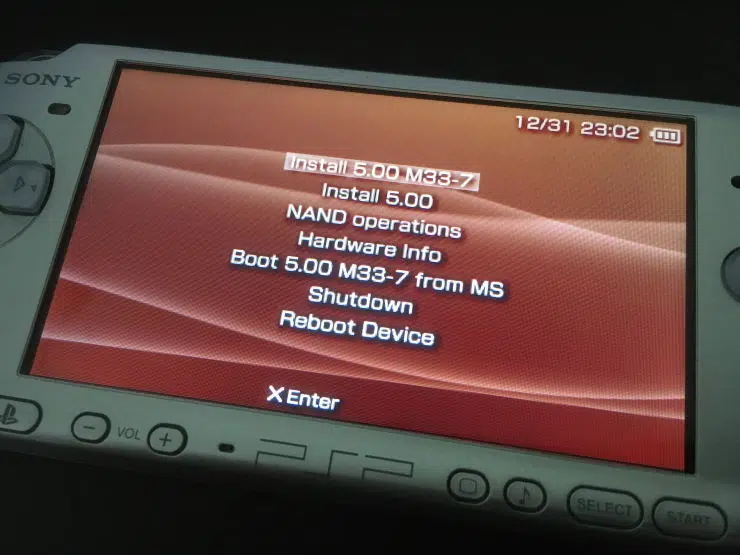 SONY
12/31 23:02
Install 5.00 M33-7
Install 5.00
NAND operations
Hardware Info
Boot 5.00 M33-7 from MS
Shutdown
Reboot Device
Enter
VOL
PSP
SELECT
START